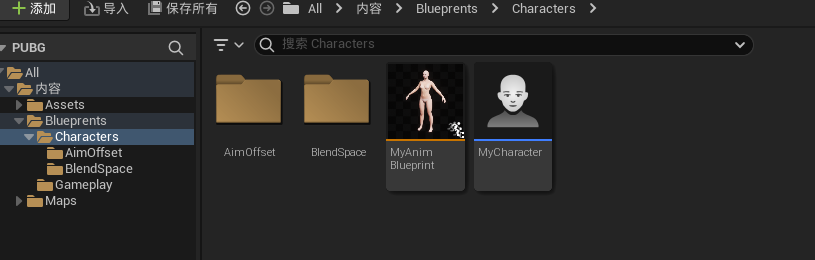 添加 导入 保存所有 All 内容 Blueprents Characters
PUBG
搜索 Characters
All
内容
Assets
Blueprents
Characters
AimOffset
BlendSpace
Gameplay
Maps
AimOffset
BlendSpace
MyAnim
Blueprint
MyCharacter